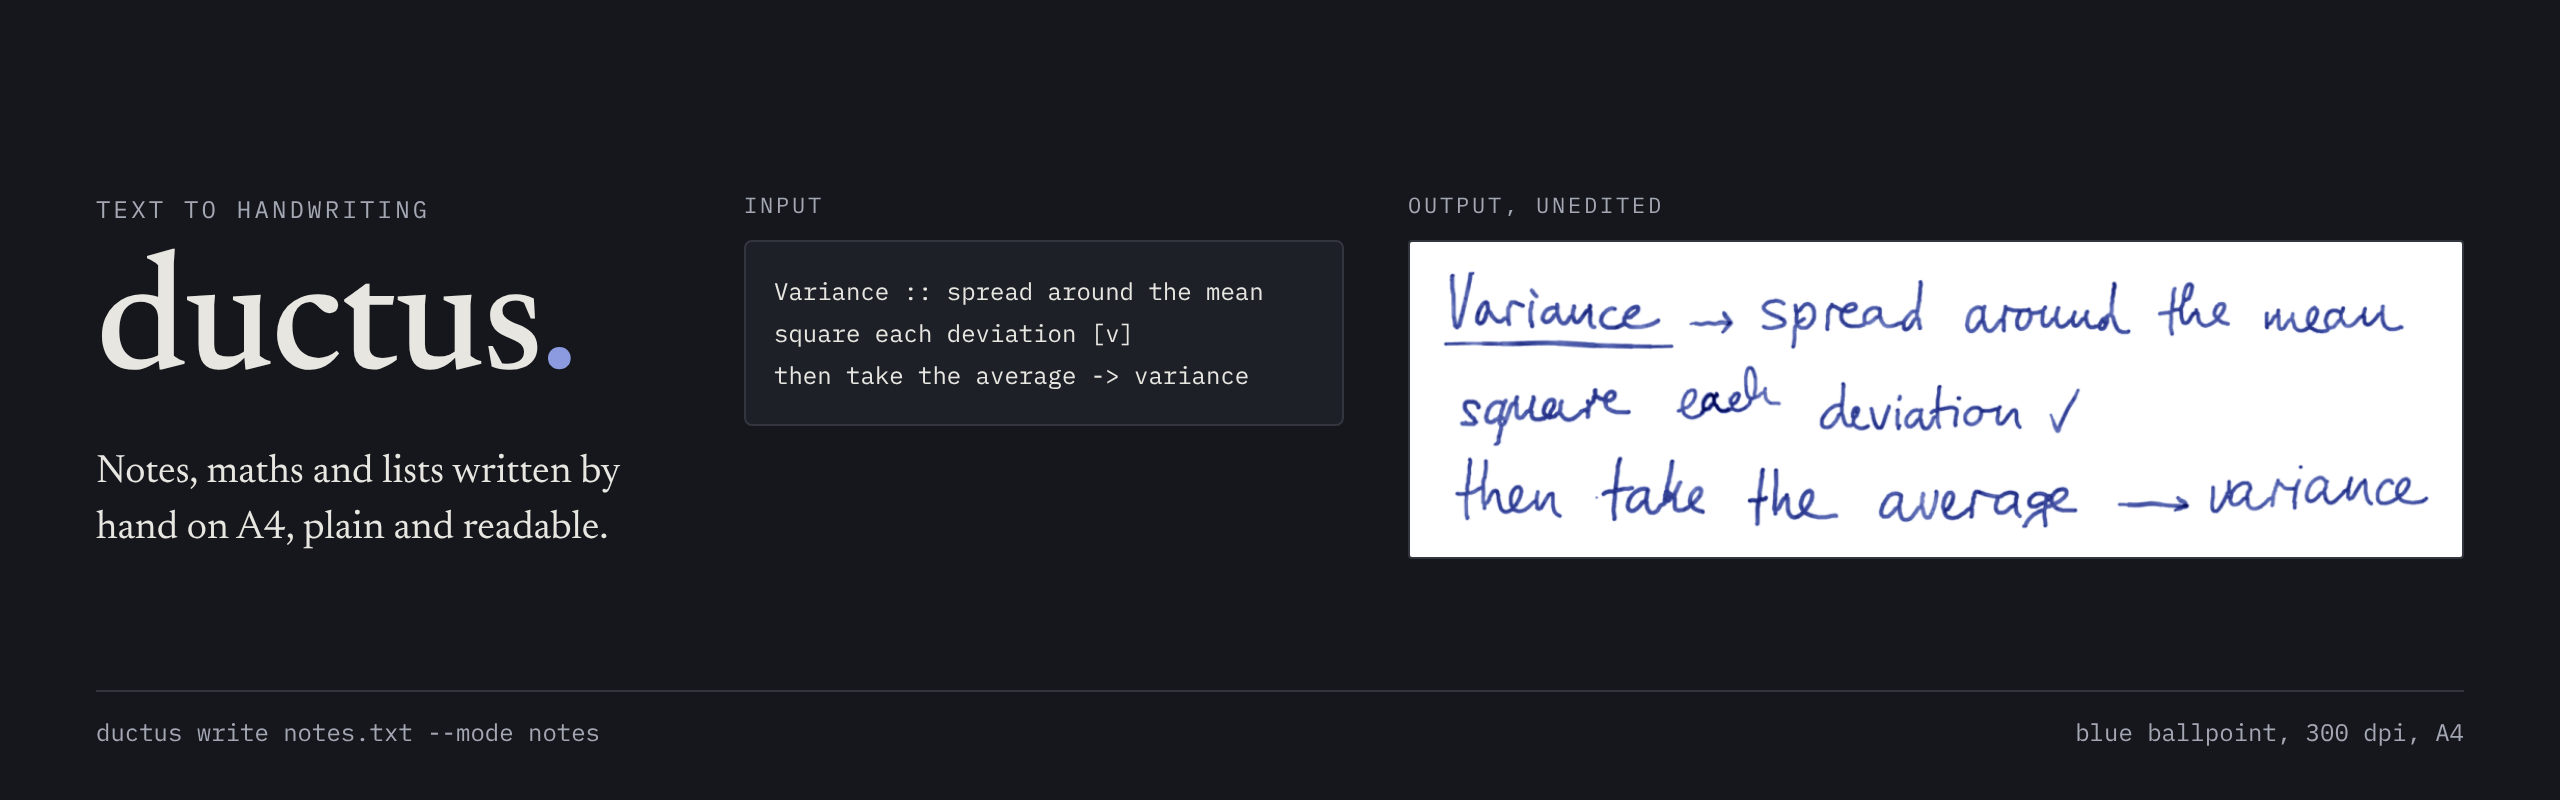 TEXT TO HANDWRITING
ductus.
Notes, maths and lists written by
hand on A4, plain and readable.
INPUT
Variance :: spread around the mean
square each deviation [v]
then take the average -> variance
OUTPUT, UNEDITED
Variance → spread around the mean
square each deviation ✓
then take the average → variance
ductus write notes.txt --mode notes
blue ballpoint, 300 dpi, A4